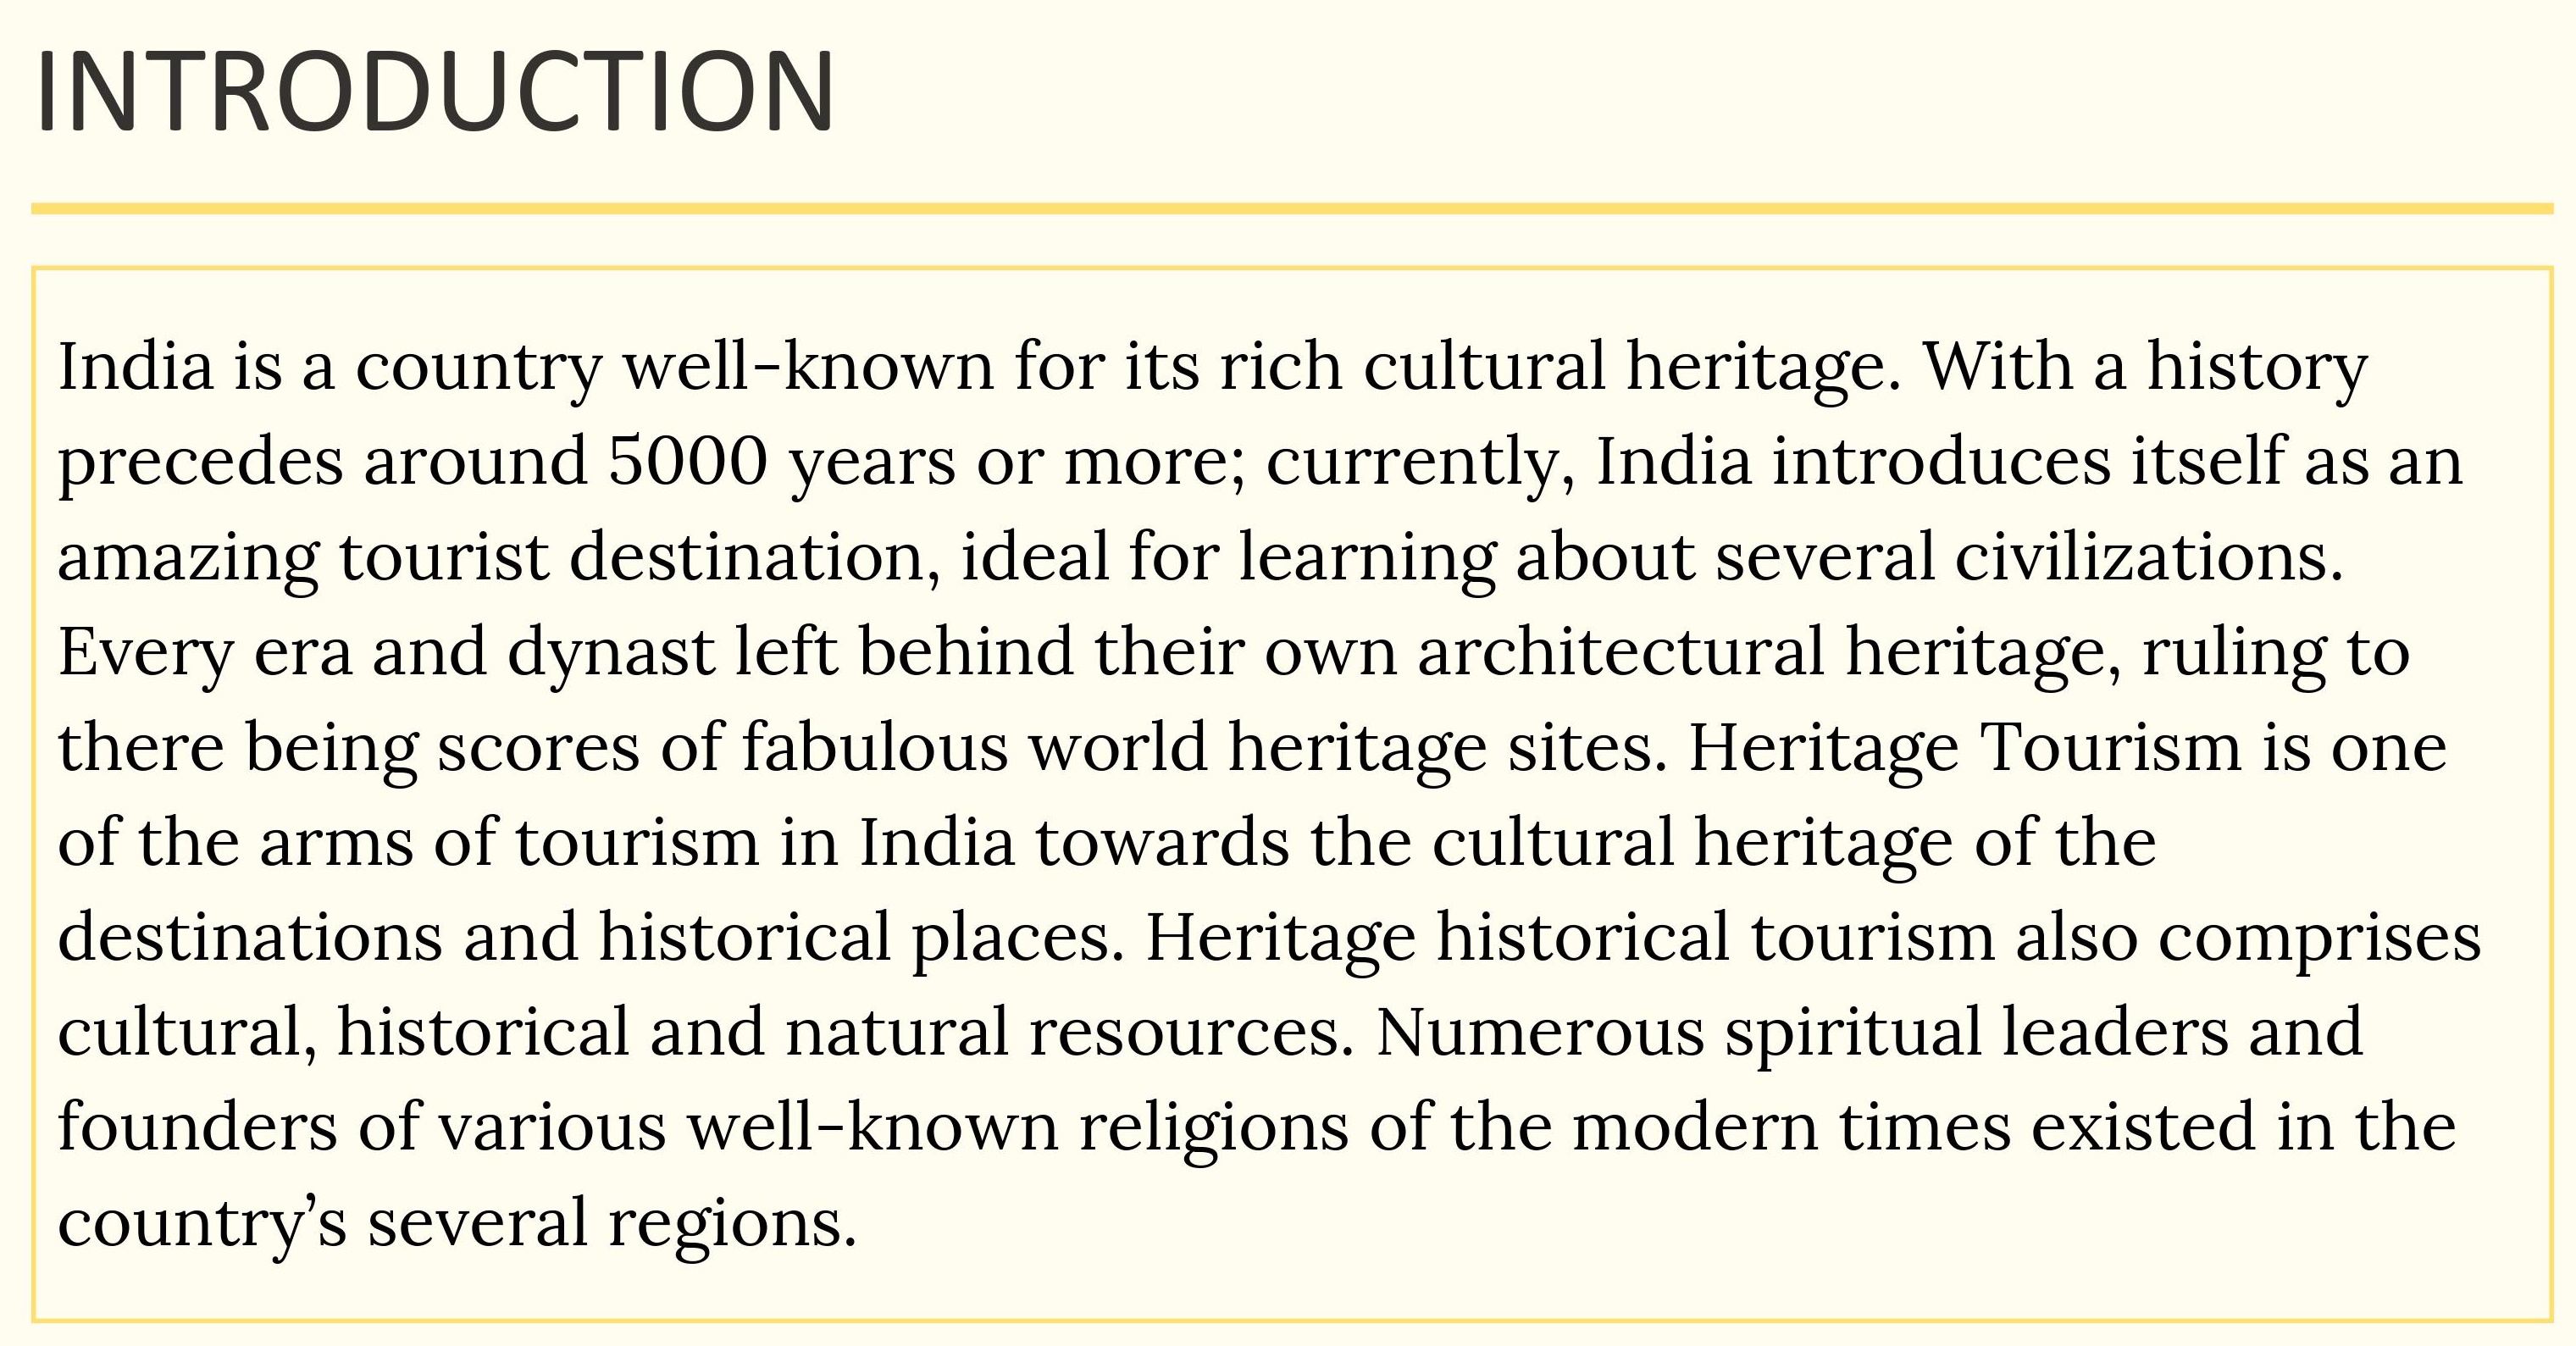 INTRODUCTION
India is a country well-known for its rich cultural heritage. With a history
precedes around 5000 years or more; currently, India introduces itself as an
amazing tourist destination, ideal for learning about several civilizations.
Every era and dynast left behind their own architectural heritage, ruling to
there being scores of fabulous world heritage sites. Heritage Tourism is one
of the arms of tourism in India towards the cultural heritage of the
destinations and historical places. Heritage historical tourism also comprises
cultural, historical and natural resources. Numerous spiritual leaders and
founders of various well-known religions of the modern times existed in the
country’s several regions.